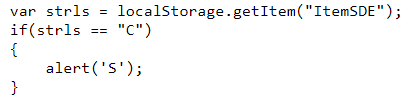 var strls = localStorage.getItem("ItemSDE");
if(strls == "C")
{
    alert('S');
}